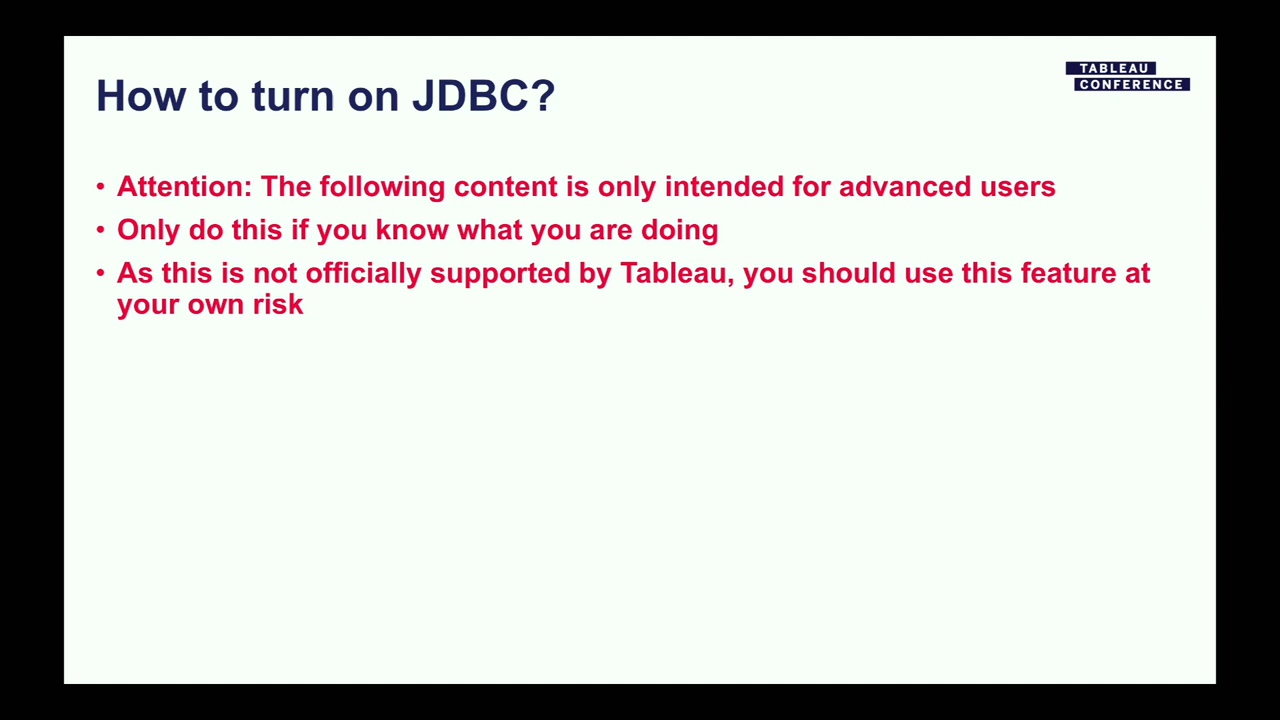 How to turn on JDBC?
TABLEAU
CONFERENCE
• Attention: The following content is only intended for advanced users
• Only do this if you know what you are doing
• As this is not officially supported by Tableau, you should use this feature at
your own risk